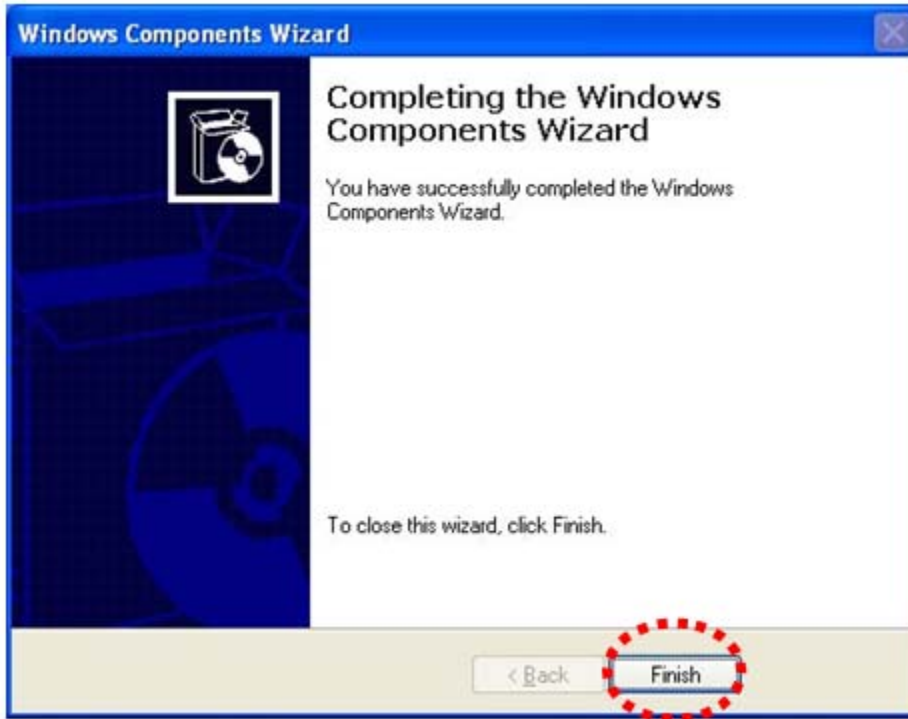 Windows Components Wizard
Completing the Windows
Components Wizard
You have successfully completed the Windows
Components Wizard.
To close this wizard, click Finish.
< Back
Finish